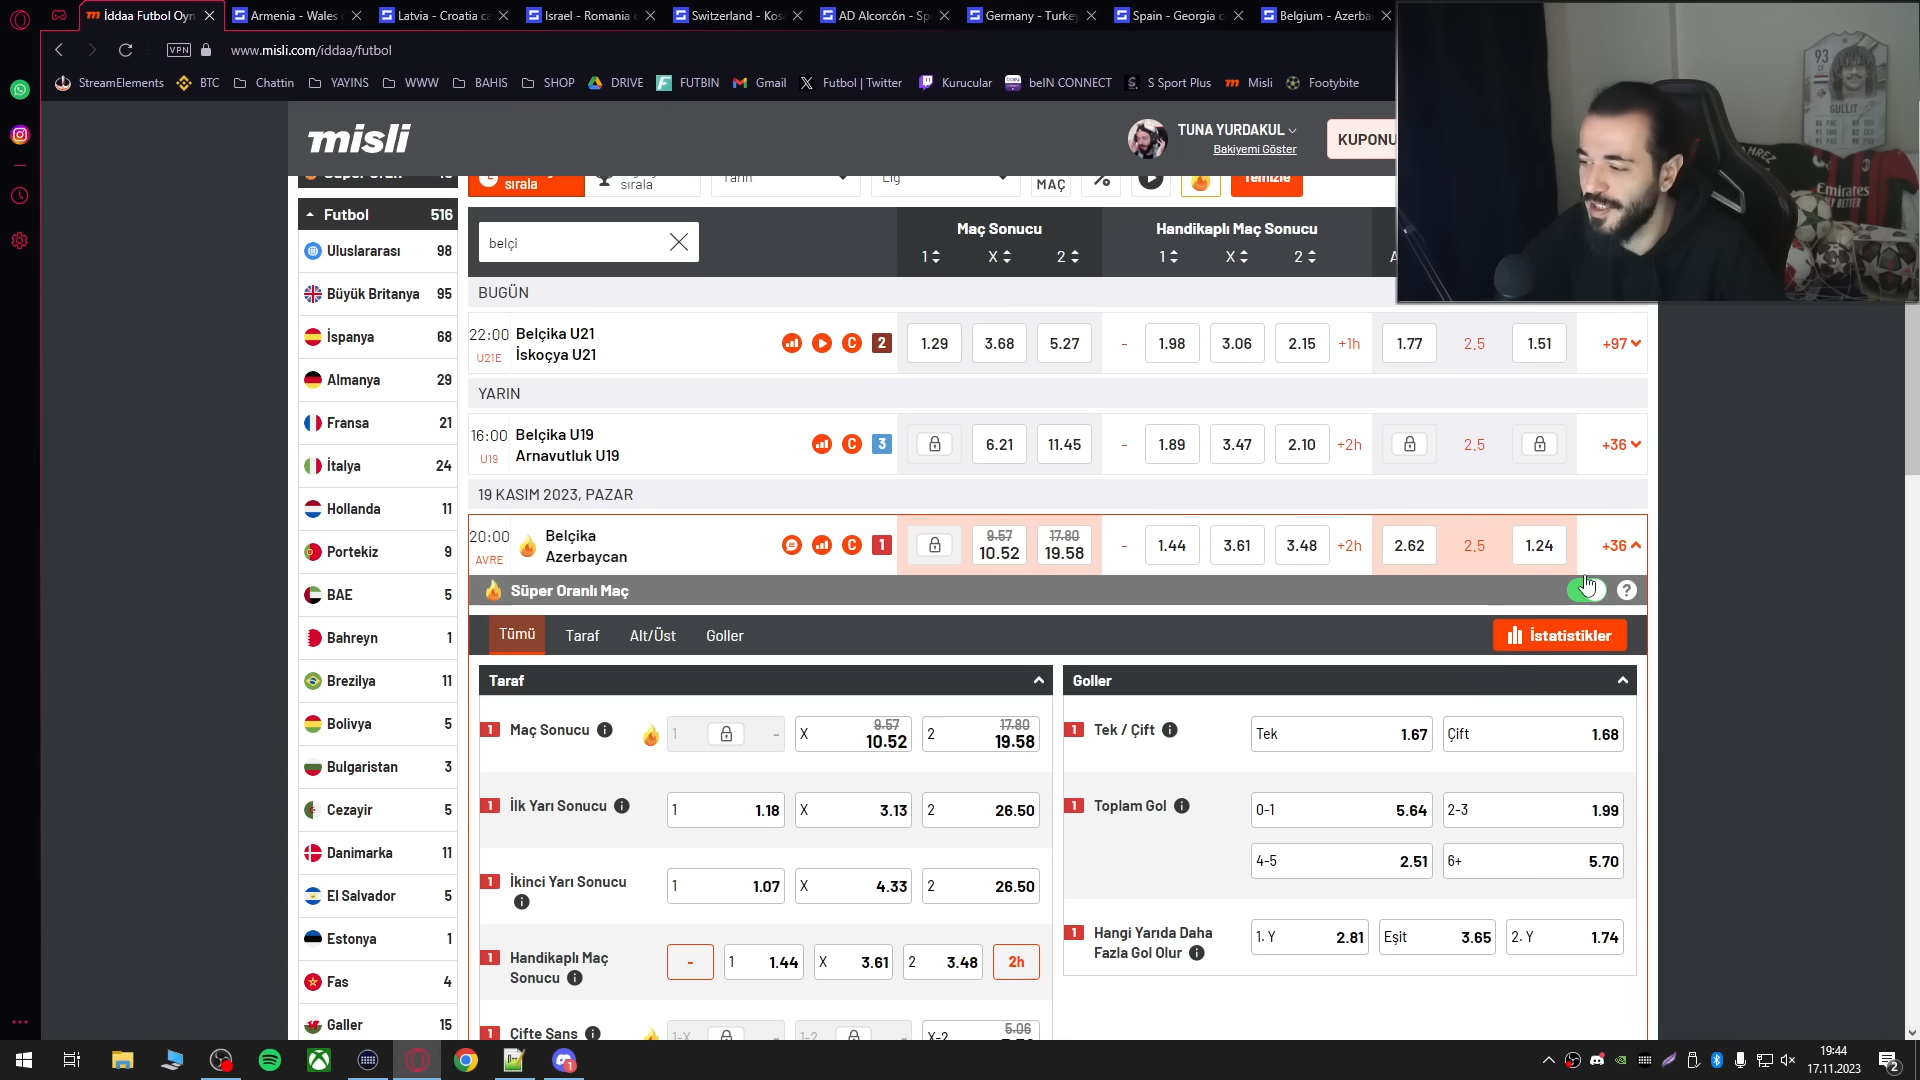 İddaa Futbol Oyn
Armenia - Wales
Latvia - Croatia ca
Israel - Romania
Switzerland - Kos
AD Alcorcón - Sp
Germany - Turkey
Spain - Georgia c
Belgium - Azerba
VPN
www.misli.com/iddaa/futbol
StreamElements
BTC
Chattin
YAYINS
WWW
BAHIS
SHOP
DRIVE
FUTBIN
Gmail
Futbol | Twitter
Kurucular
beIN CONNECT
S Sport Plus
Misli
Footybite
misli
TUNA YURDAKUL
Bakiyemi Göster
KUPONU
sırala
sırala
Tarih
Lig
MAÇ
Temizle
Futbol 516
Uluslararası 98
Büyük Britanya 95
İspanya 68
Almanya 29
Fransa 21
İtalya 24
Hollanda 11
Portekiz 9
BAE 5
Bahreyn 1
Brezilya 11
Bolivya 5
Bulgaristan 3
Cezayir 5
Danimarka 11
El Salvador 5
Estonya 1
Fas 4
Galler 15
belçi
Maç Sonucu
1 X 2
Handikaplı Maç Sonucu
1 X 2
BUGÜN
22:00 U21E
Belçika U21
İskoçya U21
C 2 1.29 3.68 5.27 - 1.98 3.06 2.15 +1h 1.77 2.5 1.51 +97
YARIN
16:00 U19
Belçika U19
Arnavutluk U19
C 3 6.21 11.45 - 1.89 3.47 2.10 +2h 2.5 +36
19 KASIM 2023, PAZAR
20:00 AVRE
Belçika
Azerbaycan
C 1 9.57 10.52 17.80 19.58 - 1.44 3.61 3.48 +2h 2.62 2.5 1.24 +36
Süper Oranlı Maç ?
Tümü Taraf Alt/Üst Goller
İstatistikler
Taraf
1 Maç Sonucu 1 - X 9.57 10.52 2 17.80 19.58
1 İlk Yarı Sonucu 1 1.18 X 3.13 2 26.50
1 İkinci Yarı Sonucu 1 1.07 X 4.33 2 26.50
1 Handikaplı Maç Sonucu - 1 1.44 X 3.61 2 3.48 2h
1 Çifte Şans 1-X 1-2 X-2 5.06
Goller
1 Tek / Çift Tek 1.67 Çift 1.68
1 Toplam Gol 0-1 5.64 2-3 1.99
4-5 2.51 6+ 5.70
1 Hangi Yarıda Daha Fazla Gol Olur 1. Y 2.81 Eşit 3.65 2. Y 1.74
93
GULLIT
Emirates
FLY BETTER
19:44
17.11.2023
2